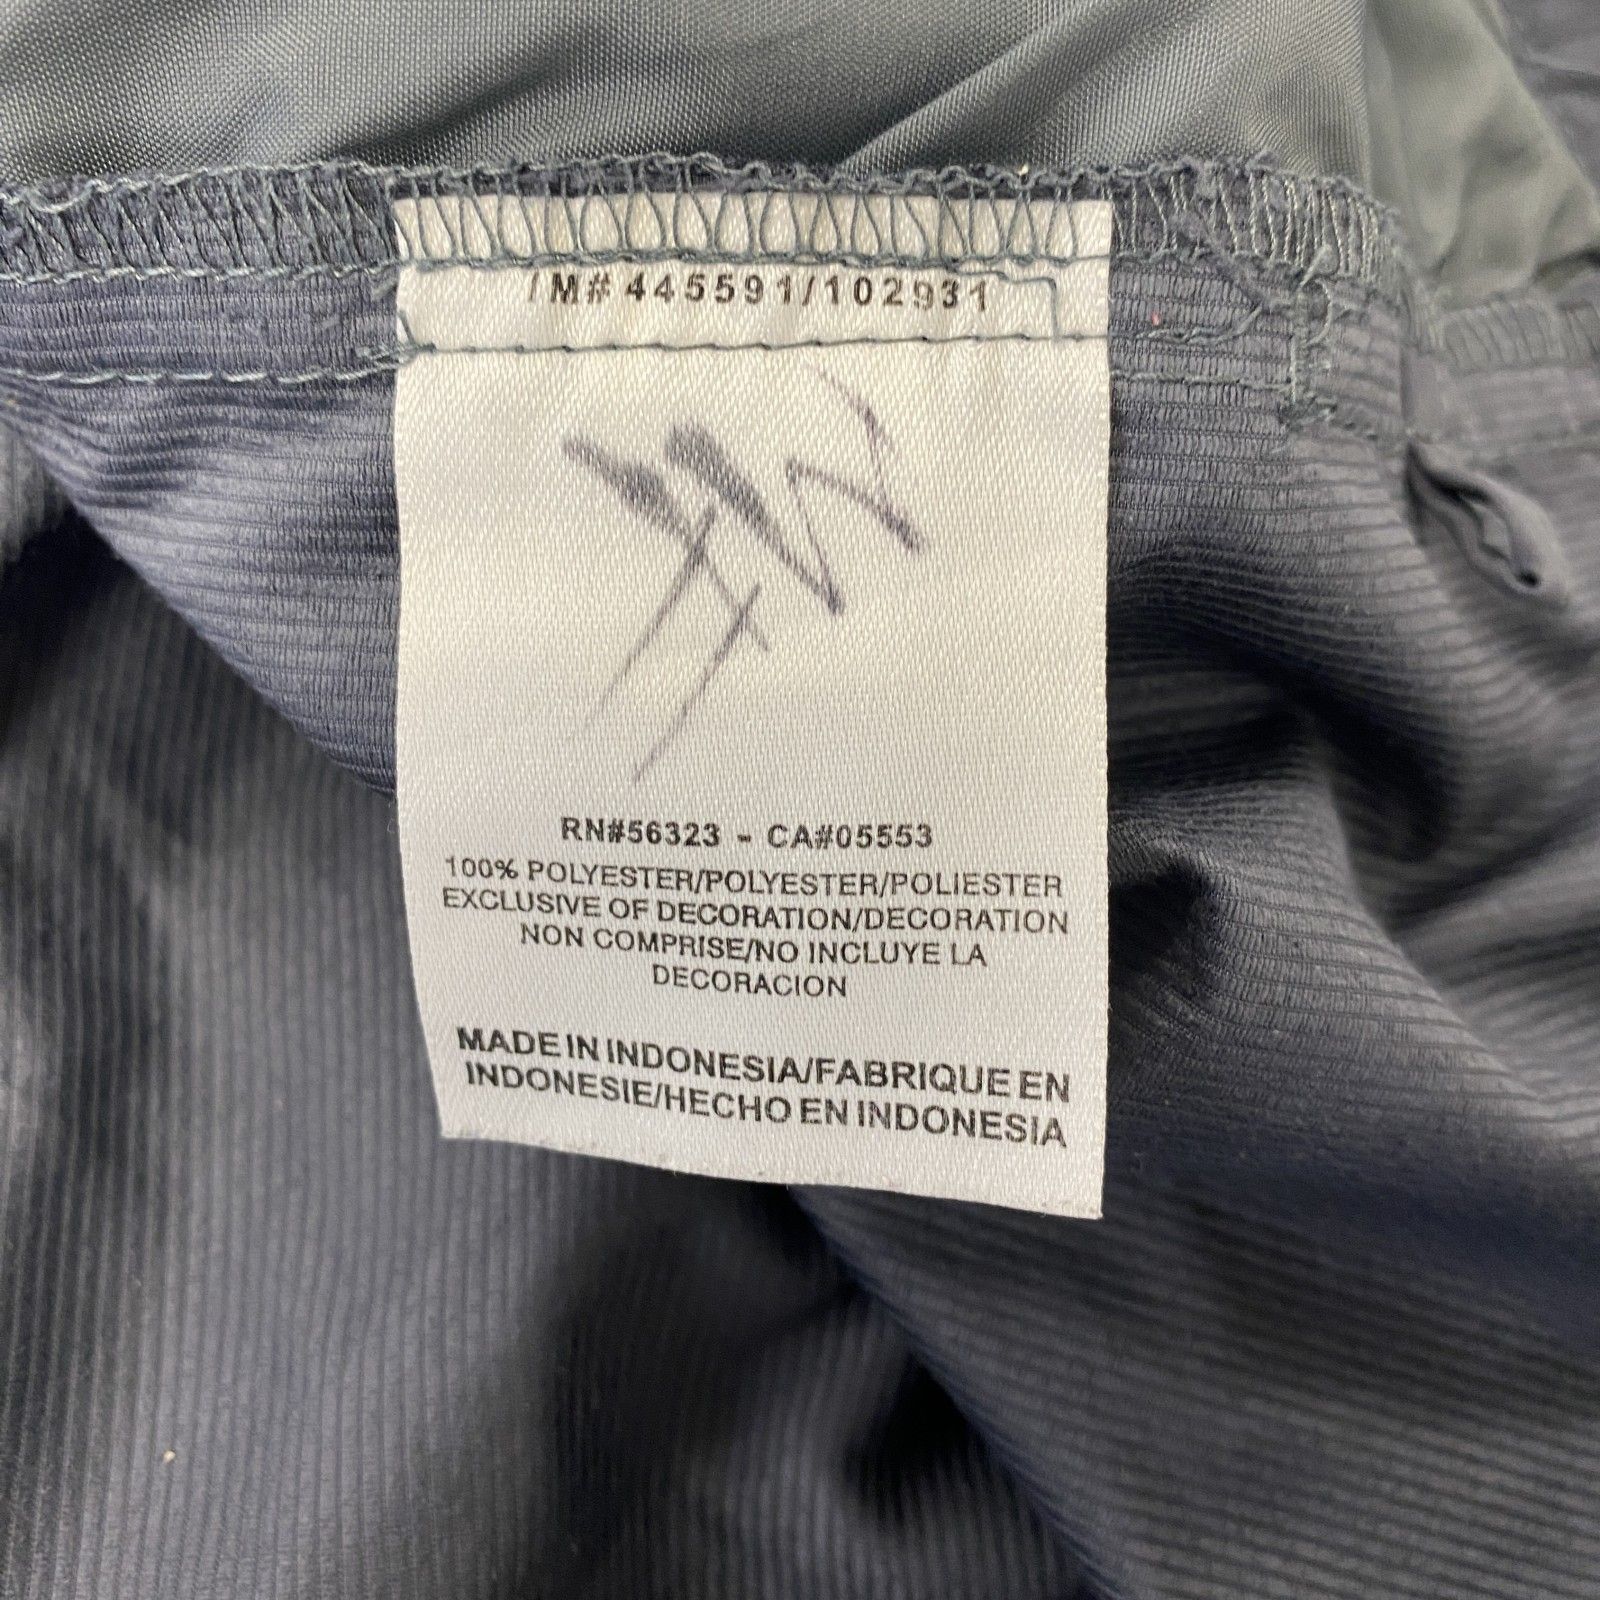 M# 445591/102931
RN#56323 - CA#05553
100% POLYESTER/POLYESTER/POLIESTER
EXCLUSIVE OF DECORATION/DECORATION
NON COMPRISE/NO INCLUYE LA
DECORACION
MADE IN INDONESIA/FABRIQUE EN
INDONESIE/HECHO EN INDONESIA